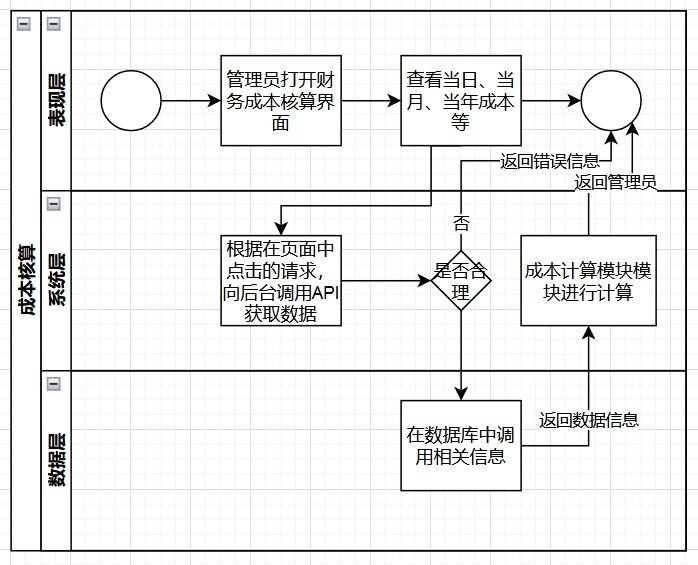 成本核算
表现层
管理员打开财
务成本核算界
面
查看当日、当
月、当年成本
等
返回错误信息
返回管理员
系统层
根据在页面中
点击的请求，
向后台调用API
获取数据
否
是否合
理
成本计算模块模
块进行计算
数据层
在数据库中调
用相关信息
返回数据信息